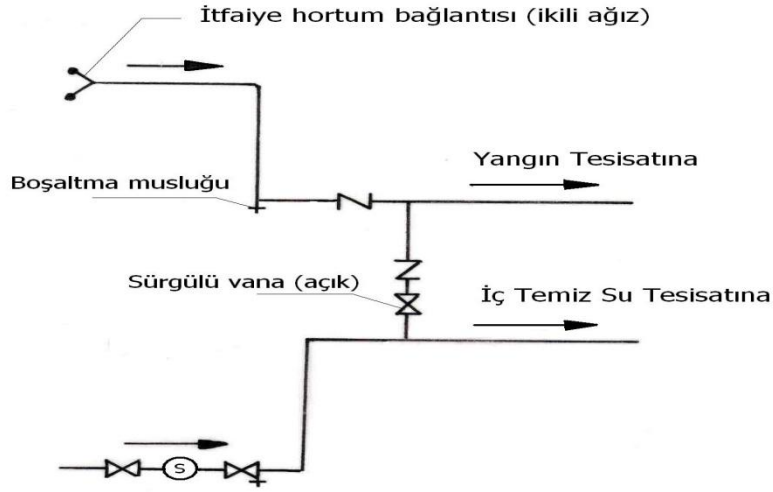 İtfaiye hortum bağlantısı (ikili ağız)
Yangın Tesisatına
Boşaltma musluğu
Sürgülü vana (açık)
İç Temiz Su Tesisatına
S